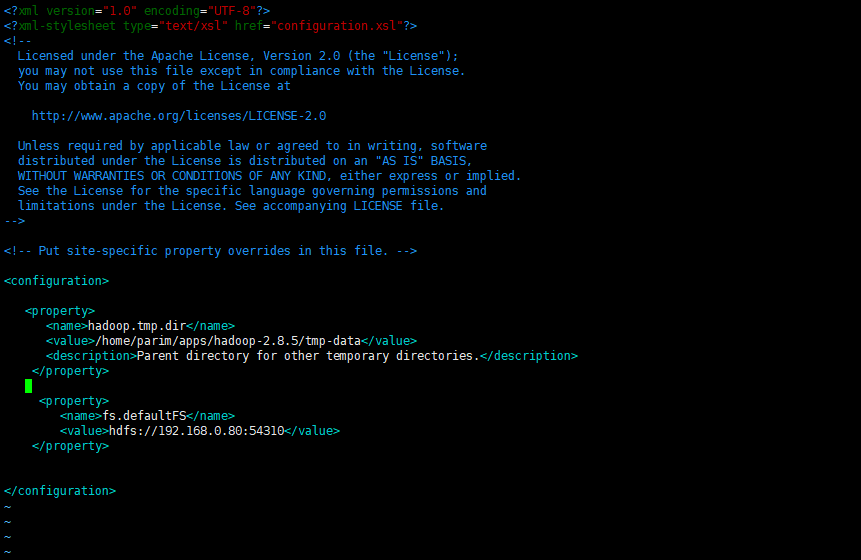 <?xml version="1.0" encoding="UTF-8"?>
<?xml-stylesheet type="text/xsl" href="configuration.xsl"?>
<!--
  Licensed under the Apache License, Version 2.0 (the "License");
  you may not use this file except in compliance with the License.
  You may obtain a copy of the License at

    http://www.apache.org/licenses/LICENSE-2.0

  Unless required by applicable law or agreed to in writing, software
  distributed under the License is distributed on an "AS IS" BASIS,
  WITHOUT WARRANTIES OR CONDITIONS OF ANY KIND, either express or implied.
  See the License for the specific language governing permissions and
  limitations under the License. See accompanying LICENSE file.
-->

<!-- Put site-specific property overrides in this file. -->

<configuration>

   <property>
      <name>hadoop.tmp.dir</name>
      <value>/home/parim/apps/hadoop-2.8.5/tmp-data</value>
      <description>Parent directory for other temporary directories.</description>
    </property>

     <property>
        <name>fs.defaultFS</name>
        <value>hdfs://192.168.0.80:54310</value>
    </property>


</configuration>
~
~
~
~